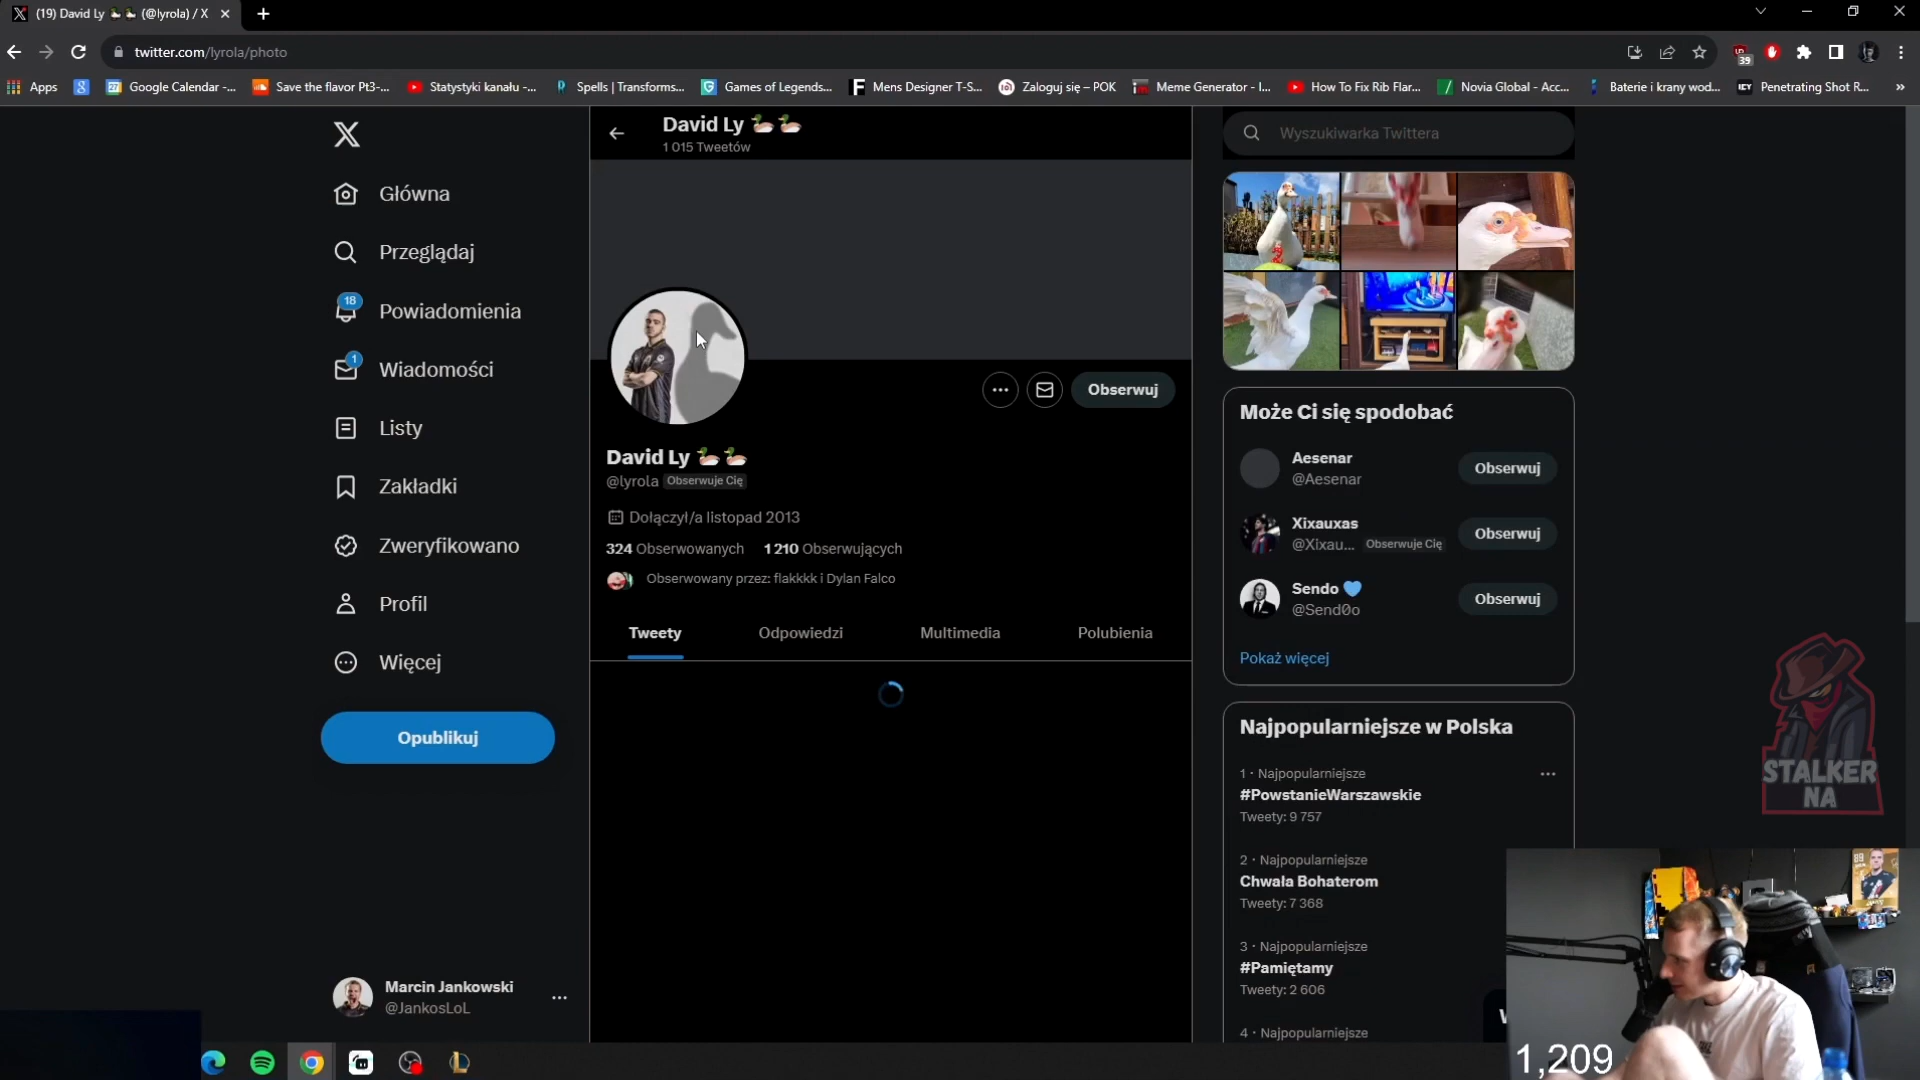 (19) David Ly 🦆🦆 (@lyrola) / X
twitter.com/lyrola/photo
39
Apps
Google Calendar -...
Save the flavor Pt3-...
Statystyki kanału -...
Spells | Transforms...
Games of Legends...
Mens Designer T-S...
Zaloguj się – POK
Meme Generator - I...
How To Fix Rib Flar...
Novia Global - Acc...
Baterie i krany wod...
Penetrating Shot R...
Główna
Przeglądaj
18
Powiadomienia
1
Wiadomości
Listy
Zakładki
Zweryfikowano
Profil
Więcej
Opublikuj
Marcin Jankowski
@JankosLoL
David Ly 🦆🦆
1 015 Tweetów
Obserwuj
David Ly 🦆🦆
@lyrola Obserwuje Cię
Dołączył/a listopad 2013
324 Obserwowanych 1 210 Obserwujących
Obserwowany przez: flakkkk i Dylan Falco
Tweety
Odpowiedzi
Multimedia
Polubienia
Wyszukiwarka Twittera
Może Ci się spodobać
Aesenar
@Aesenar
Obserwuj
Xixauxas
@Xixau... Obserwuje Cię
Obserwuj
Sendo 💙
@Send0o
Obserwuj
Pokaż więcej
Najpopularniejsze w Polska
1 · Najpopularniejsze
#PowstanieWarszawskie
Tweety: 9 757
2 · Najpopularniejsze
Chwała Bohaterom
Tweety: 7 368
3 · Najpopularniejsze
#Pamiętamy
Tweety: 2 606
4 · Najpopularniejsze
STALKER
NA
1,209